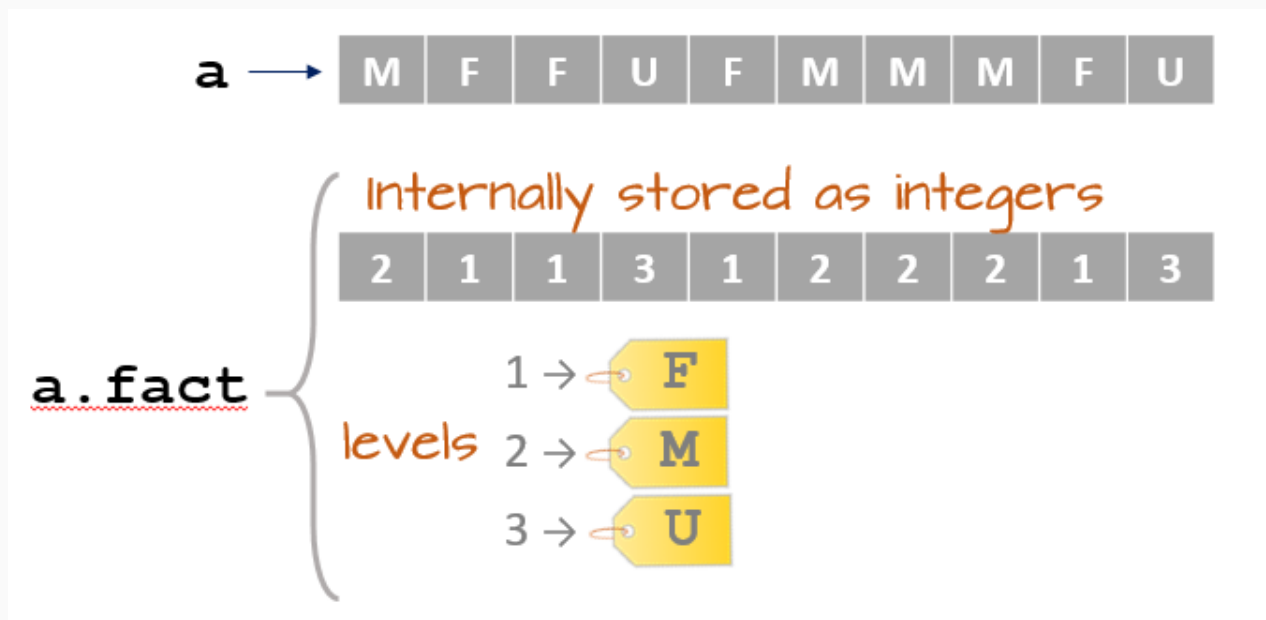 a → M F F U F M M M F U
Internally stored as integers
2 1 1 3 1 2 2 2 1 3
1 → F
a.fact
levels 2 → M
3 → U